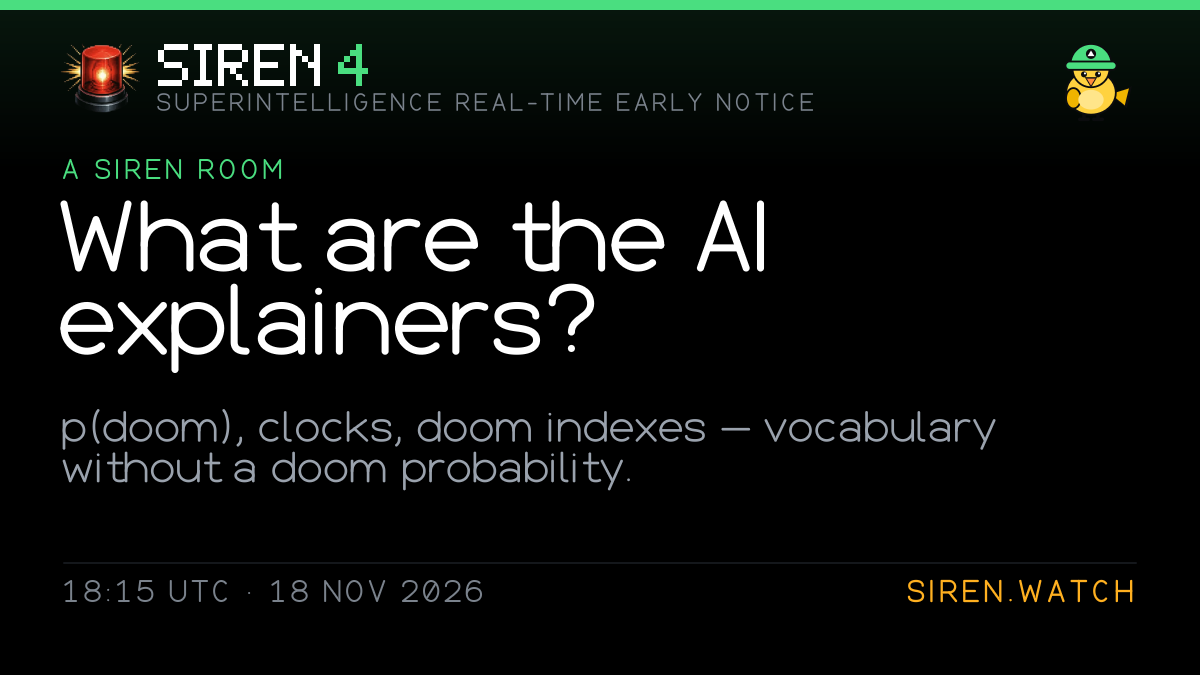 SIREN 4
SUPERINTELLIGENCE REAL-TIME EARLY NOTICE
A SIREN ROOM
What are the AI
explainers?
p(doom), clocks, doom indexes — vocabulary
without a doom probability.
18:15 UTC · 18 NOV 2026
SIREN.WATCH